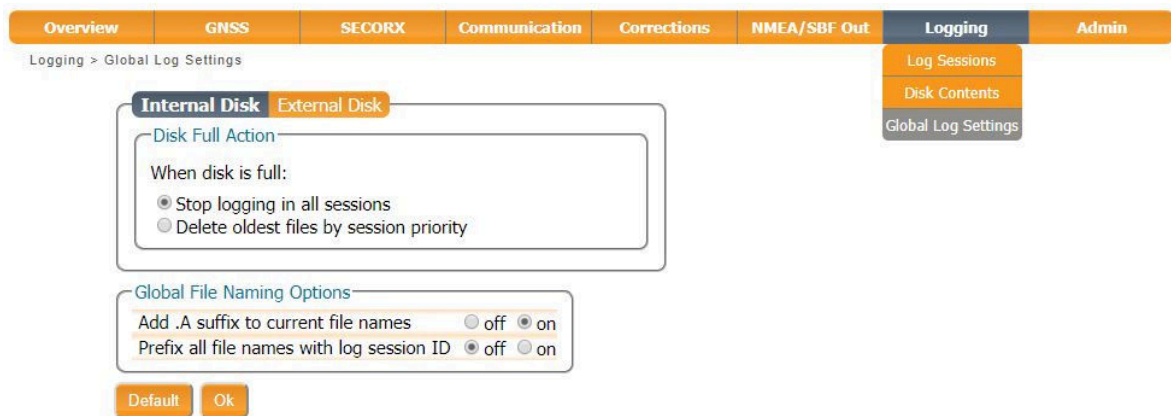 Overview GNSS SECORX Communication Corrections NMEA/SBF Out Logging Admin
Logging > Global Log Settings
Log Sessions
Disk Contents
Global Log Settings
Internal Disk External Disk
Disk Full Action
When disk is full:
Stop logging in all sessions
Delete oldest files by session priority
Global File Naming Options
Add .A suffix to current file names off on
Prefix all file names with log session ID off on
Default Ok